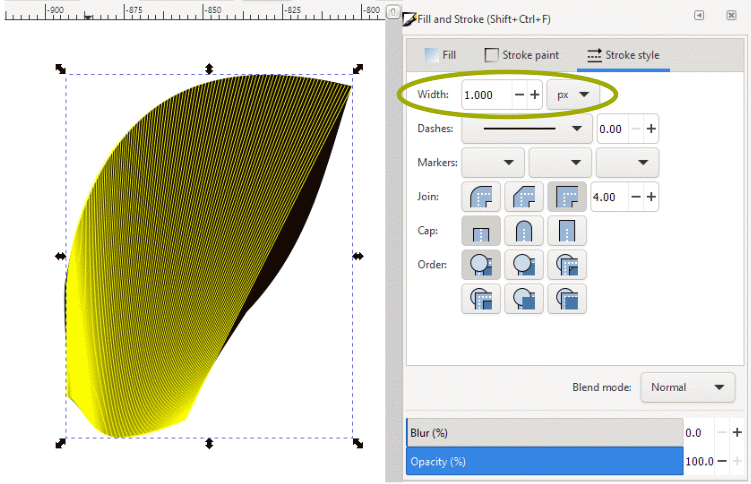 -900 -875 -850 -825 -800
Fill and Stroke (Shift+Ctrl+F)
Fill Stroke paint Stroke style
Width: 1.000 − + px
Dashes: 0.00 − +
Markers:
Join: 4.00 − +
Cap:
Order:
Blend mode: Normal
Blur (%) 0.0 − +
Opacity (%) 100.0 − +